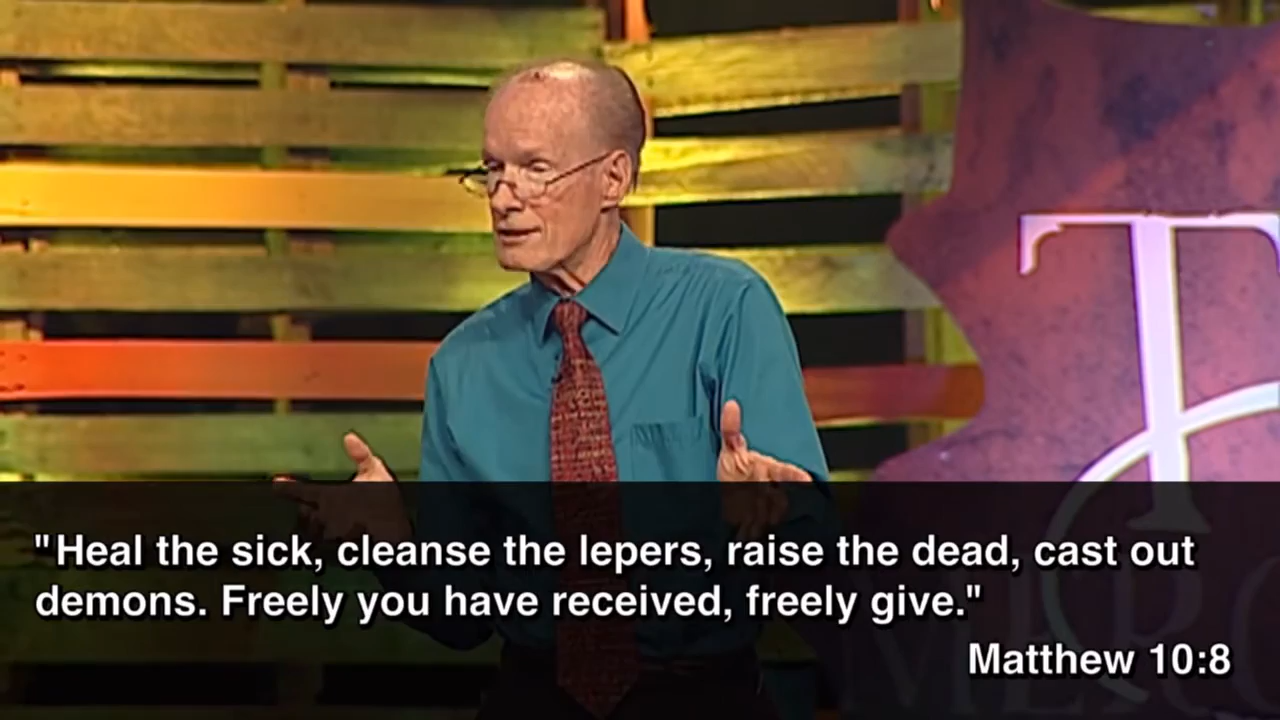 "Heal the sick, cleanse the lepers, raise the dead, cast out
demons. Freely you have received, freely give."
Matthew 10:8